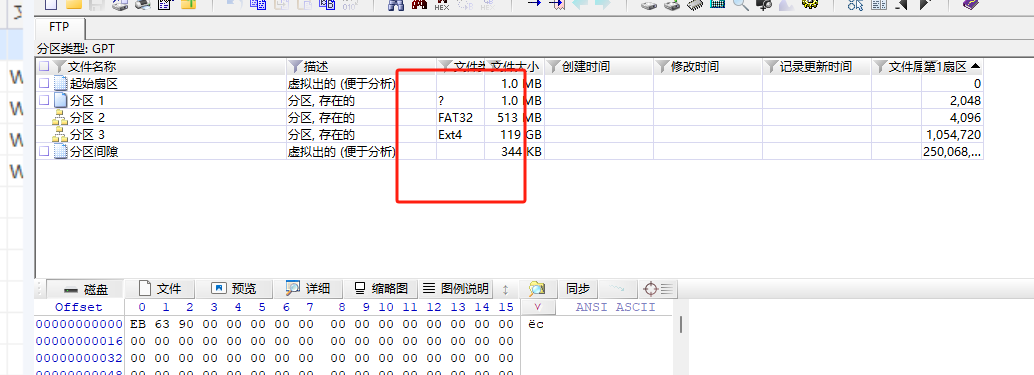 FTP
分区类型: GPT
文件名称 描述 文件大小 创建时间 修改时间 记录更新时间 第1扇区
起始扇区 虚拟出的 (便于分析) 1.0 MB 0
分区 1 分区, 存在的 ? 1.0 MB 2,048
分区 2 分区, 存在的 FAT32 513 MB 4,096
分区 3 分区, 存在的 Ext4 119 GB 1,054,720
分区间隙 虚拟出的 (便于分析) 344 KB 250,068,...
磁盘 文件 预览 详细 缩略图 图例说明 ↕ 同步
Offset 0 1 2 3 4 5 6 7 8 9 10 11 12 13 14 15 ANSI ASCII
00000000000 EB 63 90 00 00 00 00 00 00 00 00 00 00 00 00 00 ëc
00000000016 00 00 00 00 00 00 00 00 00 00 00 00 00 00 00 00
00000000032 00 00 00 00 00 00 00 00 00 00 00 00 00 00 00 00